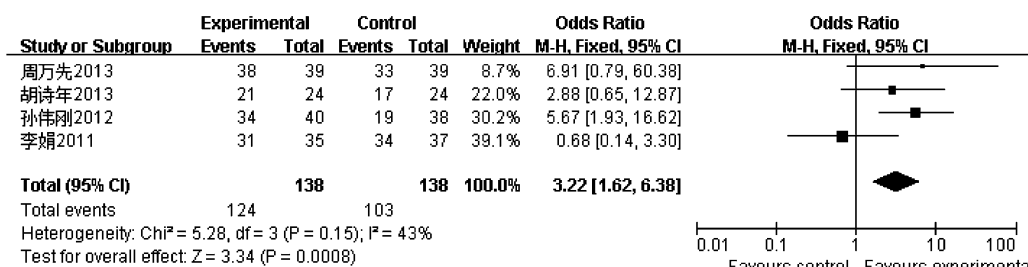 Experimental Control Odds Ratio Odds Ratio
Study or Subgroup Events Total Events Total Weight M-H, Fixed, 95% CI M-H, Fixed, 95% CI
周万先2013 38 39 33 39 8.7% 6.91 [0.79, 60.38]
胡诗年2013 21 24 17 24 22.0% 2.88 [0.65, 12.87]
孙伟刚2012 34 40 19 38 30.2% 5.67 [1.93, 16.62]
李娟2011 31 35 34 37 39.1% 0.68 [0.14, 3.30]
Total (95% CI) 138 138 100.0% 3.22 [1.62, 6.38]
Total events 124 103
Heterogeneity: Chi² = 5.28, df = 3 (P = 0.15); I² = 43%
Test for overall effect: Z = 3.34 (P = 0.0008)
0.01 0.1 1 10 100
Favours control Favours experimenta